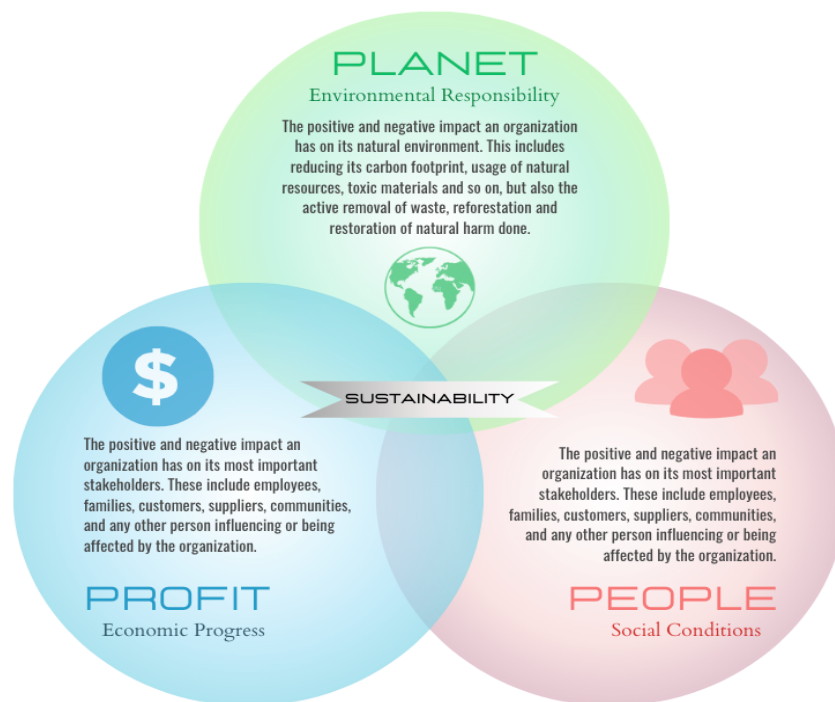 PLANET
Environmental Responsibility
The positive and negative impact an organization
has on its natural environment. This includes
reducing its carbon footprint, usage of natural
resources, toxic materials and so on, but also the
active removal of waste, reforestation and
restoration of natural harm done.
SUSTAINABILITY
$
The positive and negative impact an
organization has on its most important
stakeholders. These include employees,
families, customers, suppliers, communities,
and any other person influencing or being
affected by the organization.
PROFIT
Economic Progress
The positive and negative impact an
organization has on its most important
stakeholders. These include employees,
families, customers, suppliers, communities,
and any other person influencing or being
affected by the organization.
PEOPLE
Social Conditions